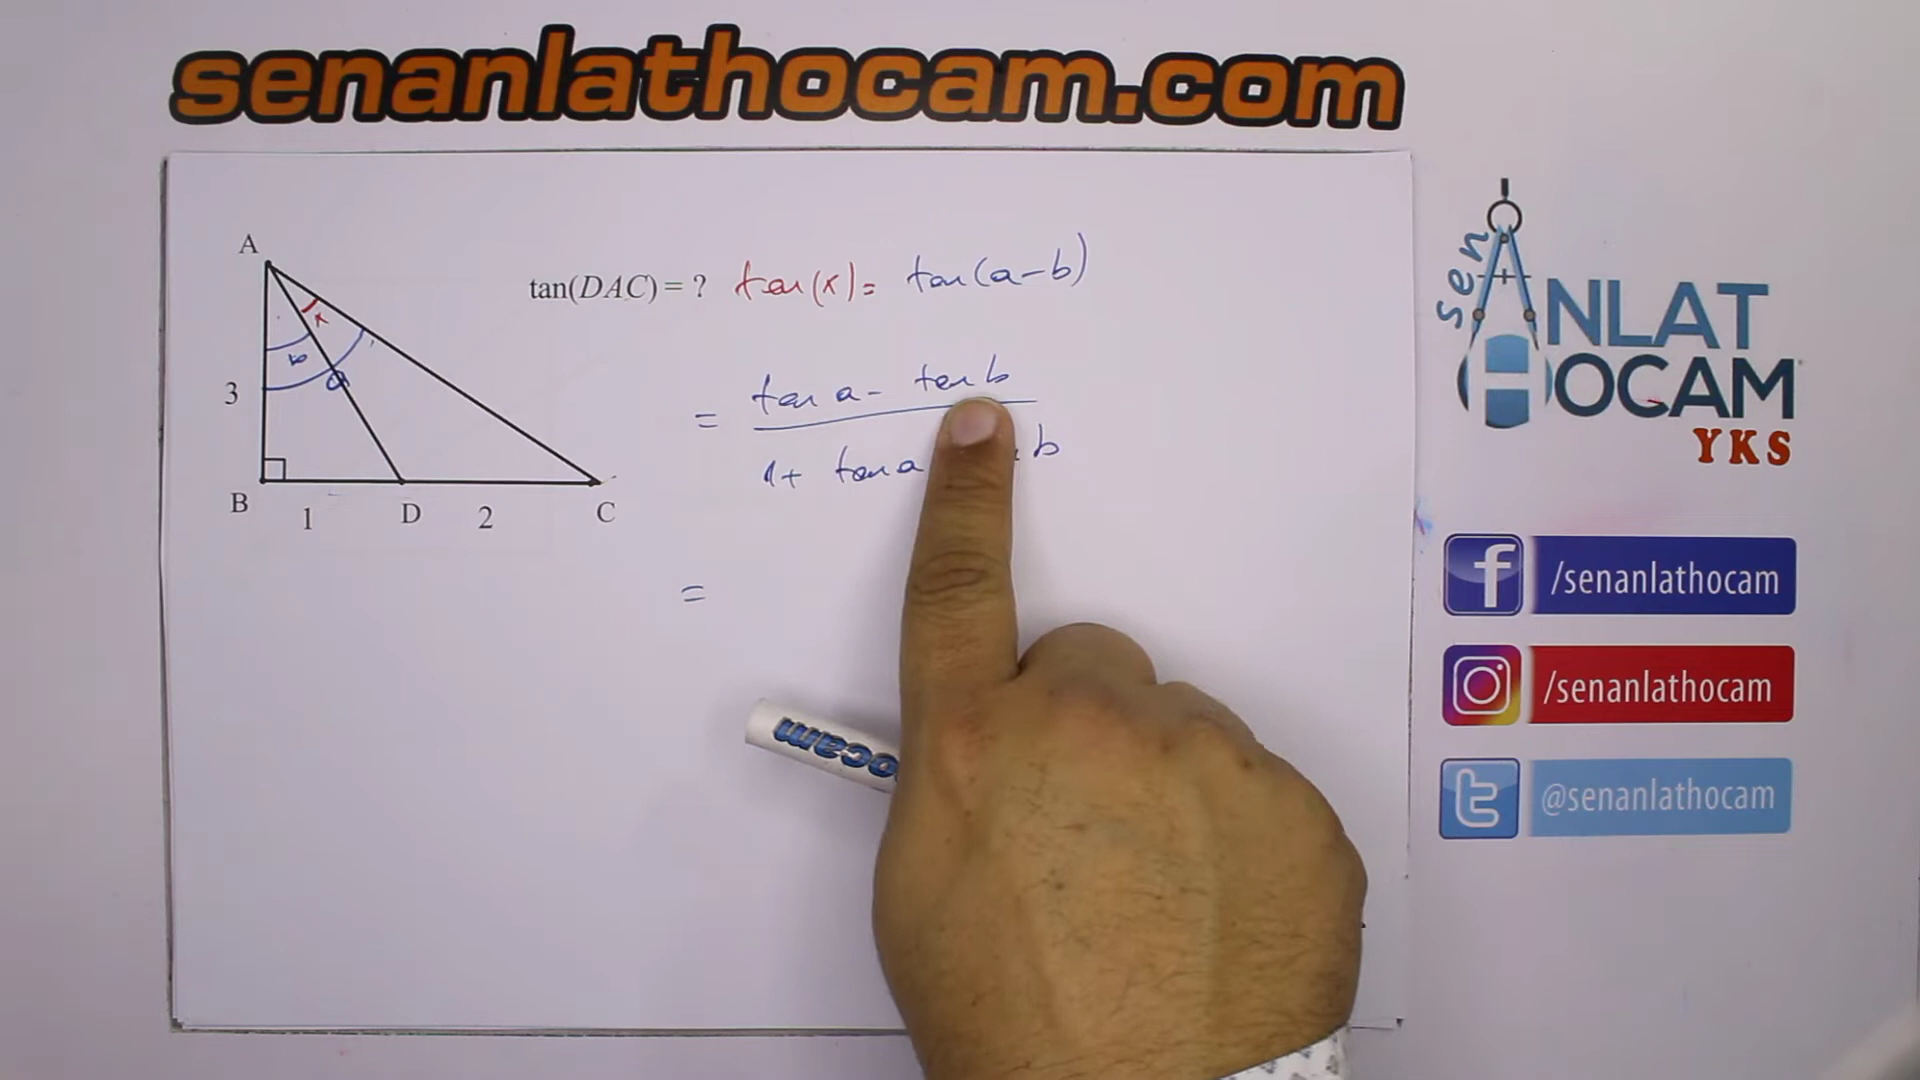 senanlathocam.com
A
tan(DAC) = ? tan(x) = tan(a-b)
x
b
a
3
= tan a - tan b
1 + tan a b
B 1 D 2 C
=
sen
ANLAT
HOCAM
YKS
/senanlathocam
/senanlathocam
@senanlathocam
ocam